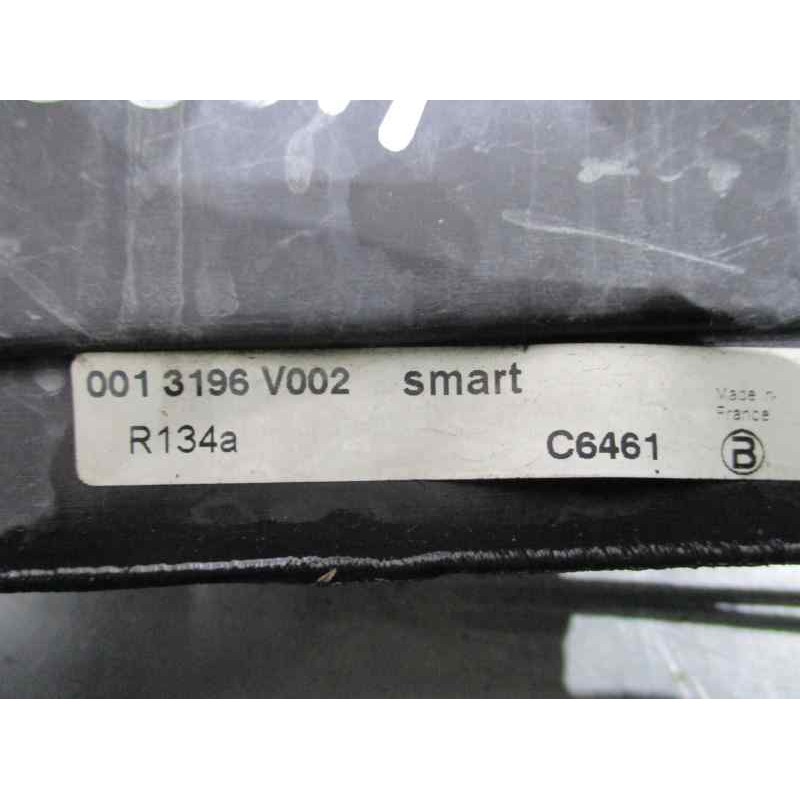 001 3196 V002 smart
Made in
France
R134a C6461 B